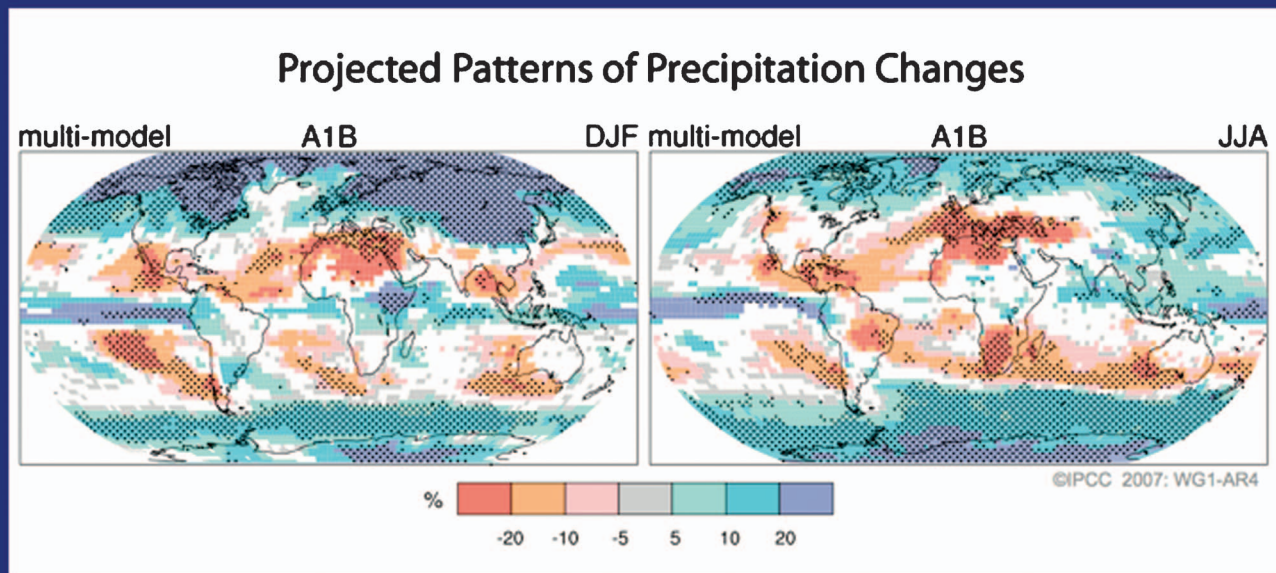 Projected Patterns of Precipitation Changes
multi-model A1B DJF
multi-model A1B JJA
©IPCC 2007: WG1-AR4
%
-20 -10 -5 5 10 20